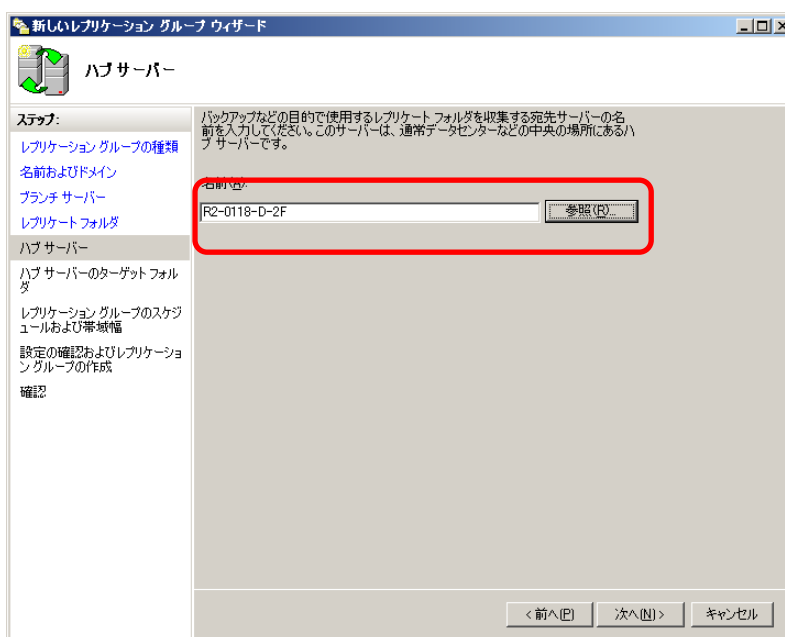 新しいレプリケーション グループ ウィザード
ハブ サーバー
ステップ:
レプリケーション グループの種類
名前およびドメイン
ブランチ サーバー
レプリケート フォルダ
ハブ サーバー
ハブ サーバーのターゲット フォル
ダ
レプリケーション グループのスケジ
ュールおよび帯域幅
設定の確認およびレプリケーショ
ン グループの作成
確認
バックアップなどの目的で使用するレプリケート フォルダを収集する宛先サーバーの名
前を入力してください。このサーバーは、通常データセンターなどの中央の場所にあるハ
ブ サーバーです。
名前(A):
R2-0118-D-2F
参照(R)...
< 前へ(P)
次へ(N) >
キャンセル